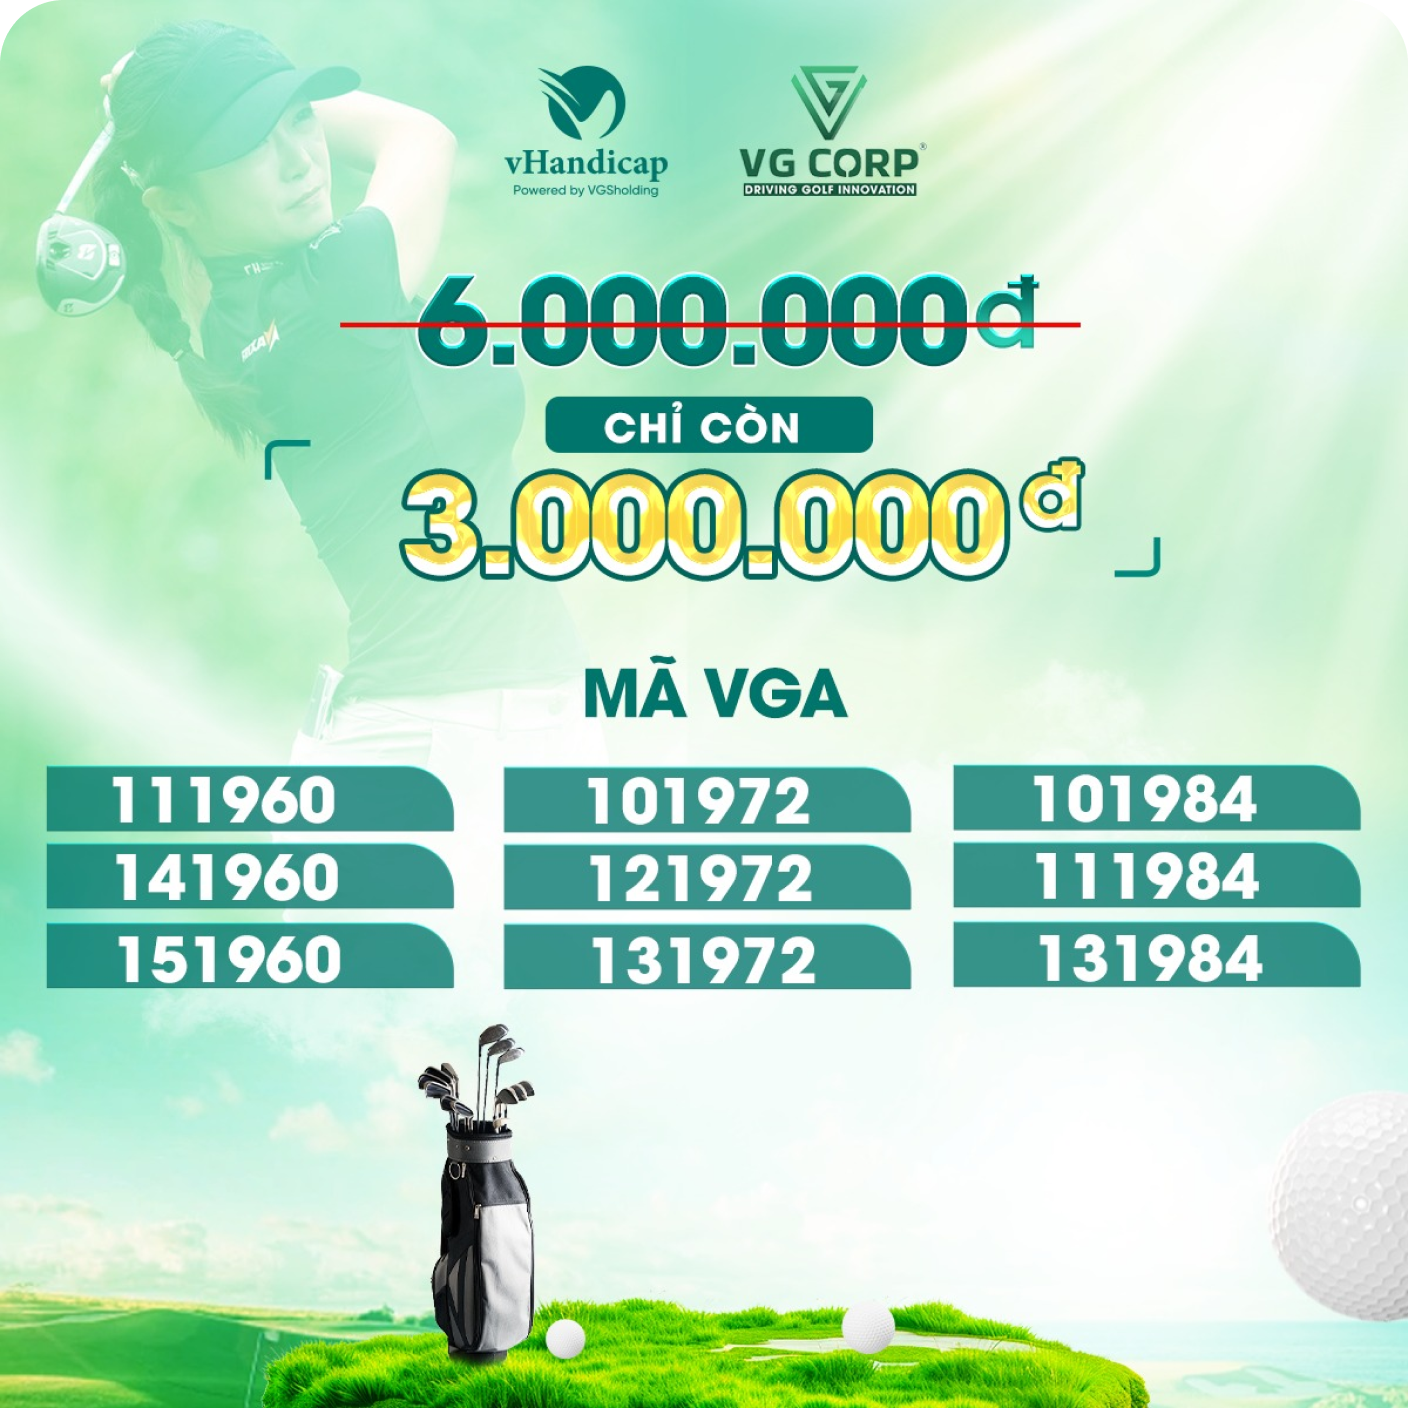 vHandicap
Powered by VGSholding
VG CORP®
DRIVING GOLF INNOVATION
6.000.000đ
CHỈ CÒN
3.000.000đ
MÃ VGA
111960 101972 101984
141960 121972 111984
151960 131972 131984